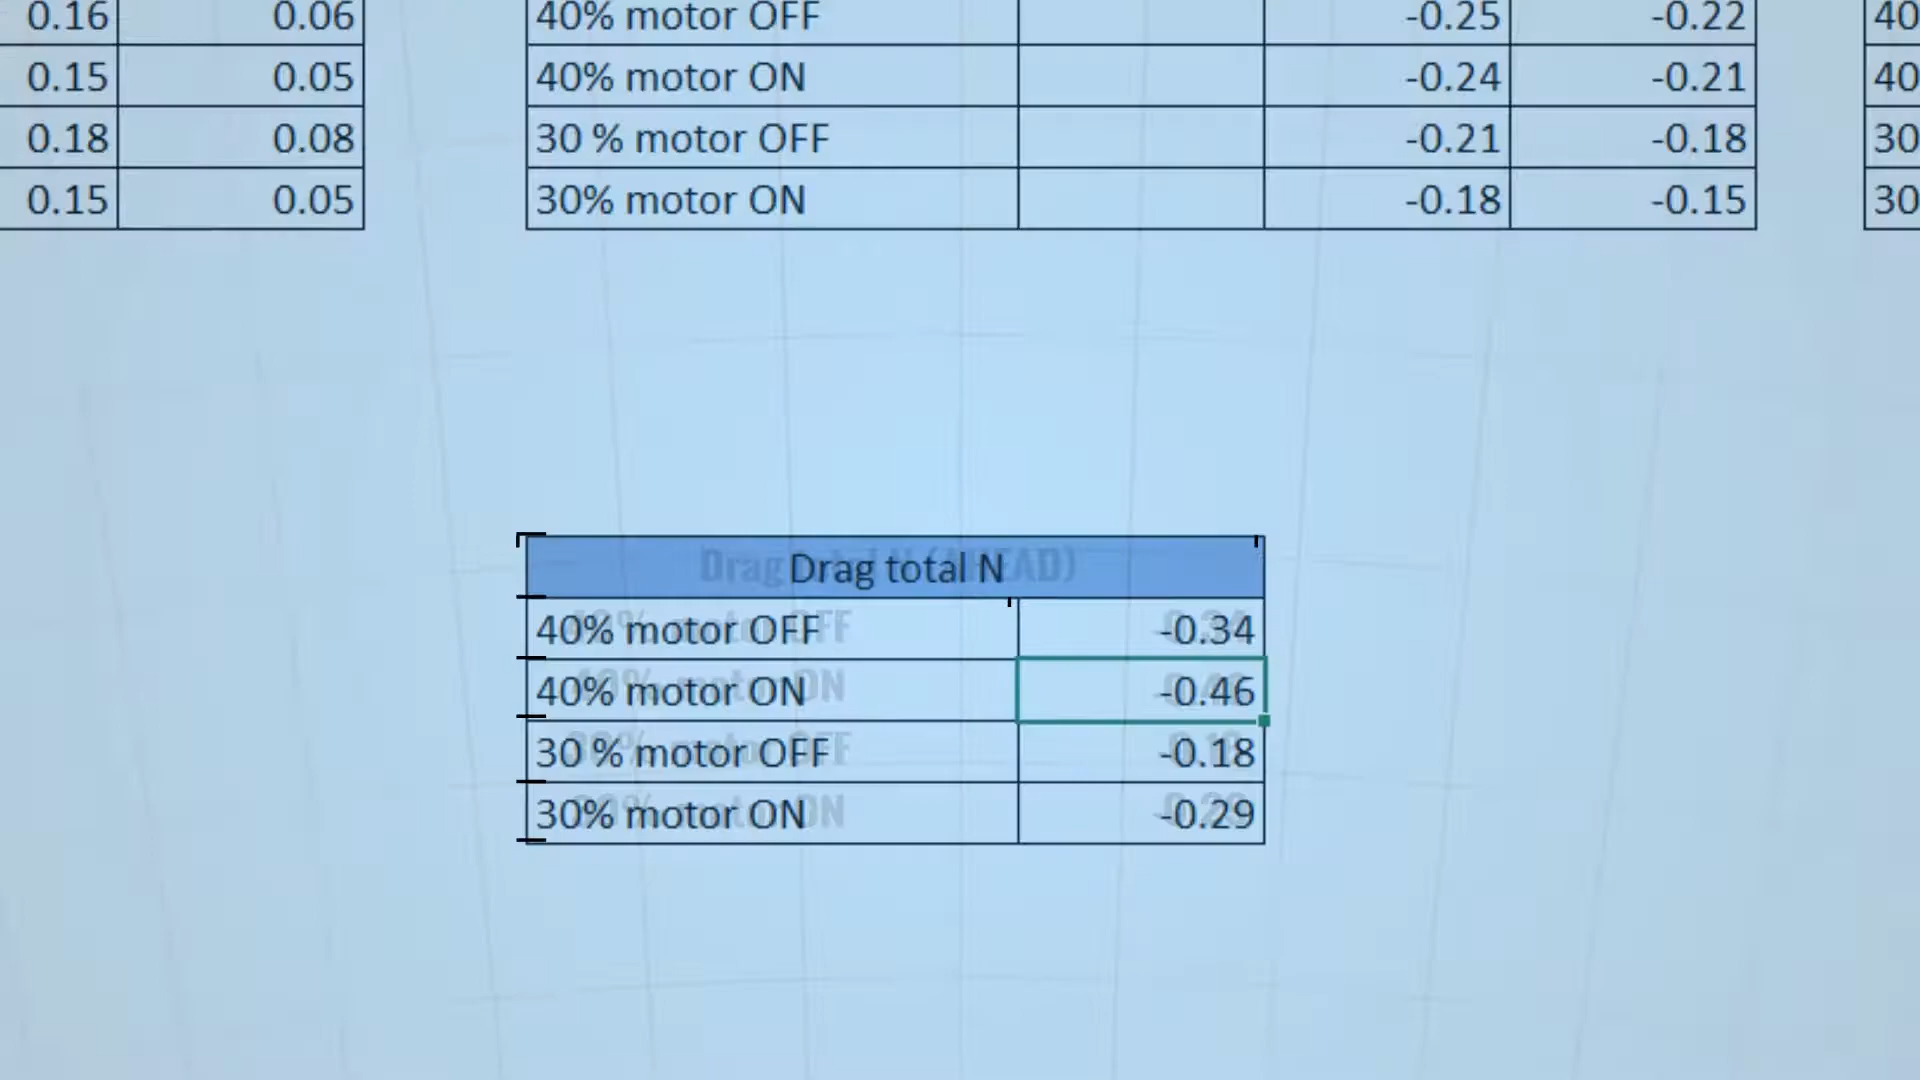 0.16 0.06 40% motor OFF -0.25 -0.22 40
0.15 0.05 40% motor ON -0.24 -0.21 40
0.18 0.08 30 % motor OFF -0.21 -0.18 30
0.15 0.05 30% motor ON -0.18 -0.15 30
Drag total N
40% motor OFF -0.34
40% motor ON -0.46
30 % motor OFF -0.18
30% motor ON -0.29